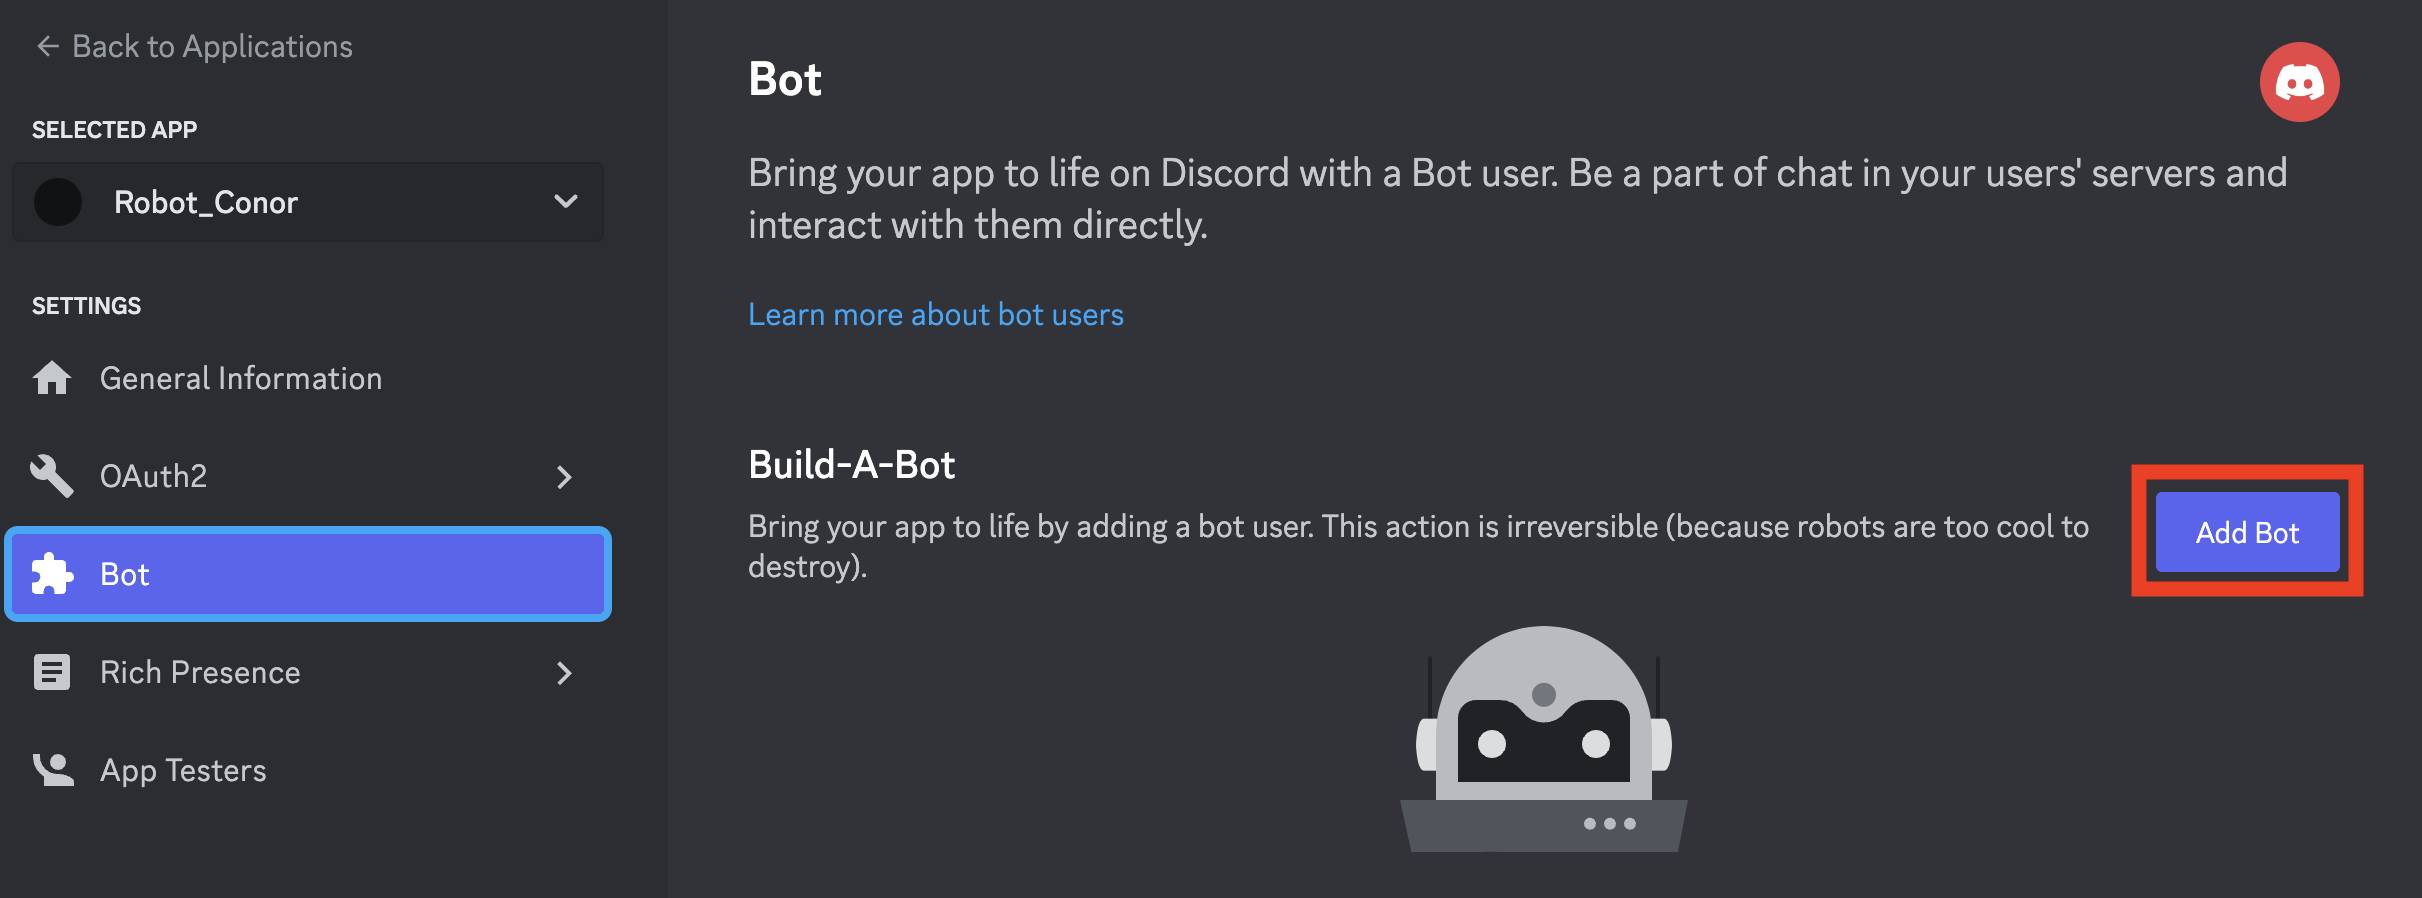 Back to Applications
SELECTED APP
Robot_Conor
SETTINGS
General Information
OAuth2
Bot
Rich Presence
App Testers
Bot
Bring your app to life on Discord with a Bot user. Be a part of chat in your users' servers and
interact with them directly.
Learn more about bot users
Build-A-Bot
Bring your app to life by adding a bot user. This action is irreversible (because robots are too cool to
destroy).
Add Bot